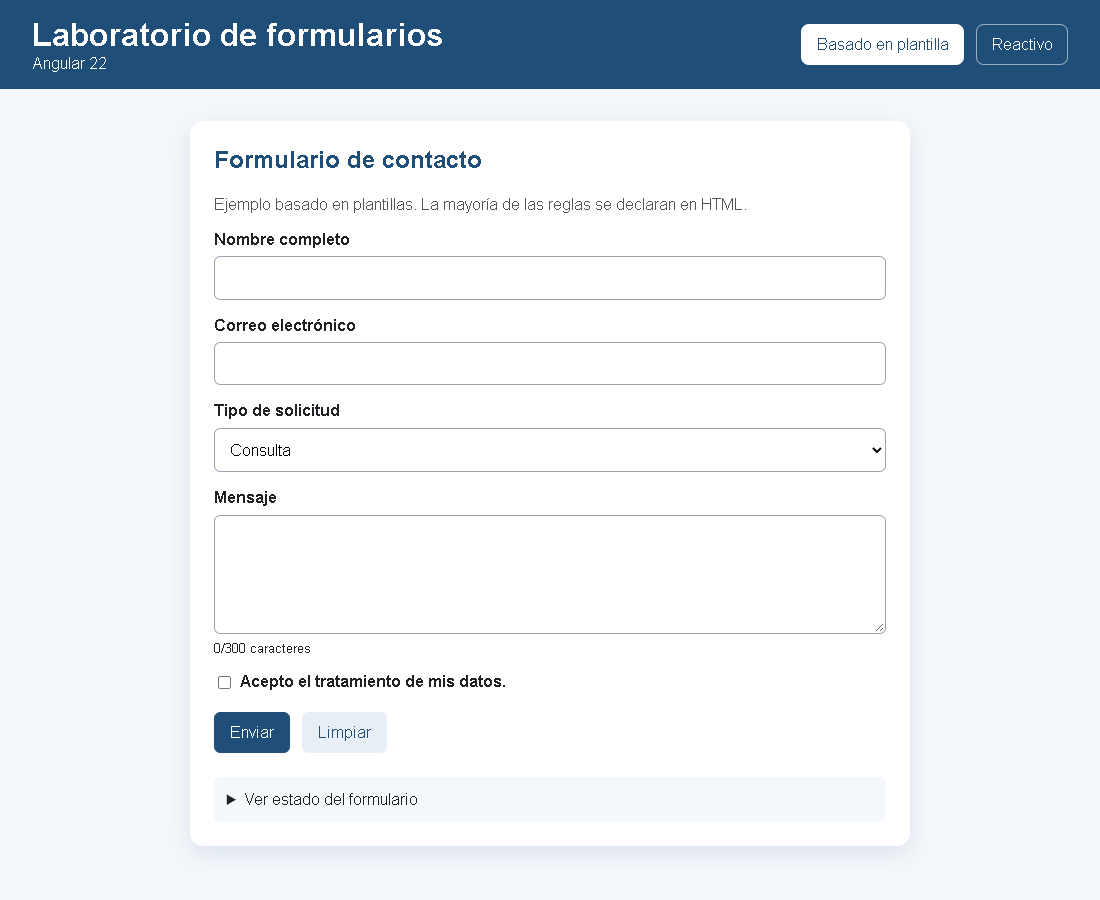 Laboratorio de formularios
Angular 22
Basado en plantilla
Reactivo
Formulario de contacto
Ejemplo basado en plantillas. La mayoría de las reglas se declaran en HTML.
Nombre completo
Correo electrónico
Tipo de solicitud
Consulta
Mensaje
0/300 caracteres
Acepto el tratamiento de mis datos.
Enviar
Limpiar
Ver estado del formulario